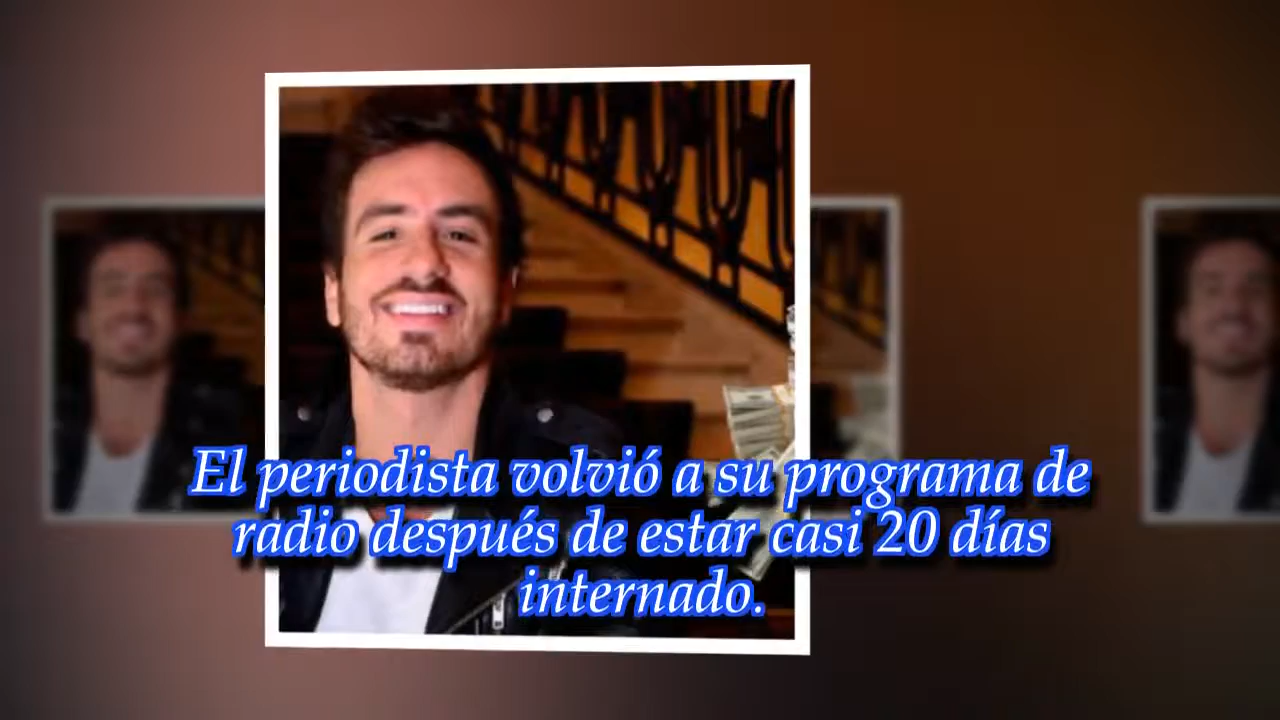 El periodista volvió a su programa de
radio después de estar casi 20 días
internado.